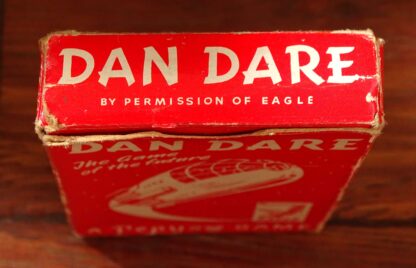 DAN DARE
BY PERMISSION OF EAGLE
DAN DARE
The Game
of the Future
A Pepys GAME